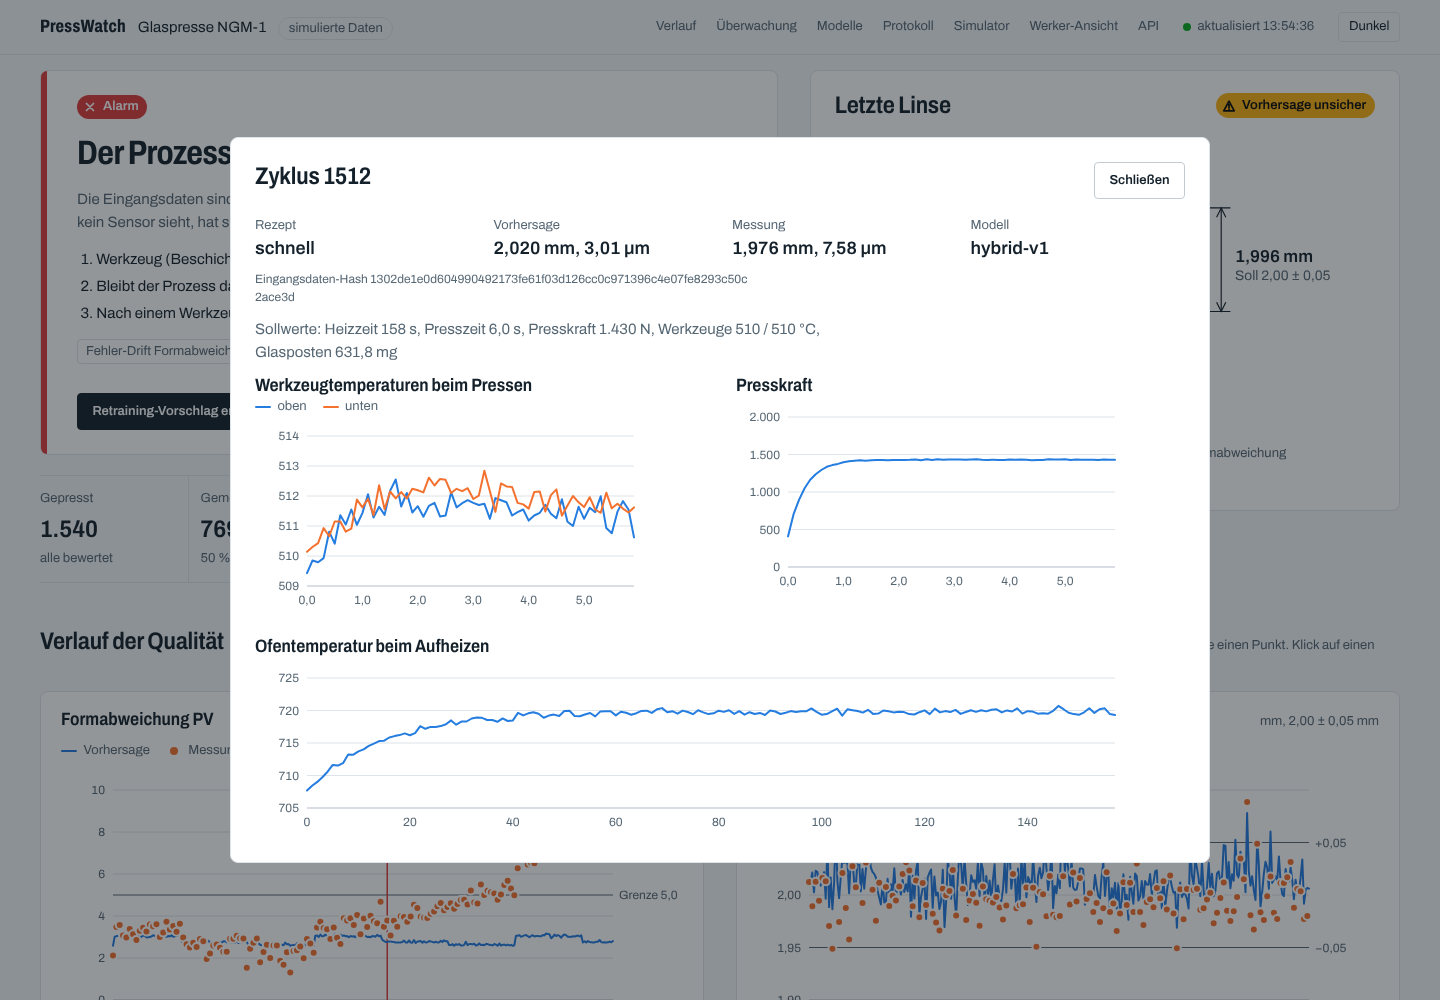 PressWatch Glaspresse NGM-1 simulierte Daten Verlauf Überwachung Modelle Protokoll Simulator Werker-Ansicht API aktualisiert 13:54:36 Dunkel
Alarm
Der Prozess
Die Eingangsdaten sind
kein Sensor sieht, hat s
1. Werkzeug (Beschich
2. Bleibt der Prozess da
3. Nach einem Werkzeu
Fehler-Drift Formabweich
Retraining-Vorschlag er
Letzte Linse
Vorhersage unsicher
1,996 mm
Soll 2,00 ± 0,05
mabweichung
Gepresst
1.540
alle bewertet
Gem
769
50 %
Zyklus 1512
Schließen
Rezept
schnell
Vorhersage
2,020 mm, 3,01 µm
Messung
1,976 mm, 7,58 µm
Modell
hybrid-v1
Eingangsdaten-Hash 1302de1e0d604990492173fe61f03d126cc0c971396c4e07fe8293c50c
2ace3d
Sollwerte: Heizzeit 158 s, Presszeit 6,0 s, Presskraft 1.430 N, Werkzeuge 510 / 510 °C,
Glasposten 631,8 mg
Werkzeugtemperaturen beim Pressen
oben unten
514
513
512
511
510
509
0,0 1,0 2,0 3,0 4,0 5,0
Presskraft
2.000
1.500
1.000
500
0
0,0 1,0 2,0 3,0 4,0 5,0
Ofentemperatur beim Aufheizen
725
720
715
710
705
0 20 40 60 80 100 120 140
Verlauf der Qualität
e einen Punkt. Klick auf einen
Formabweichung PV
Vorhersage Messun
10
8
6
4
2
0
Grenze 5,0
mm, 2,00 ± 0,05 mm
+0,05
2,00
1,95
−0,05
1,90